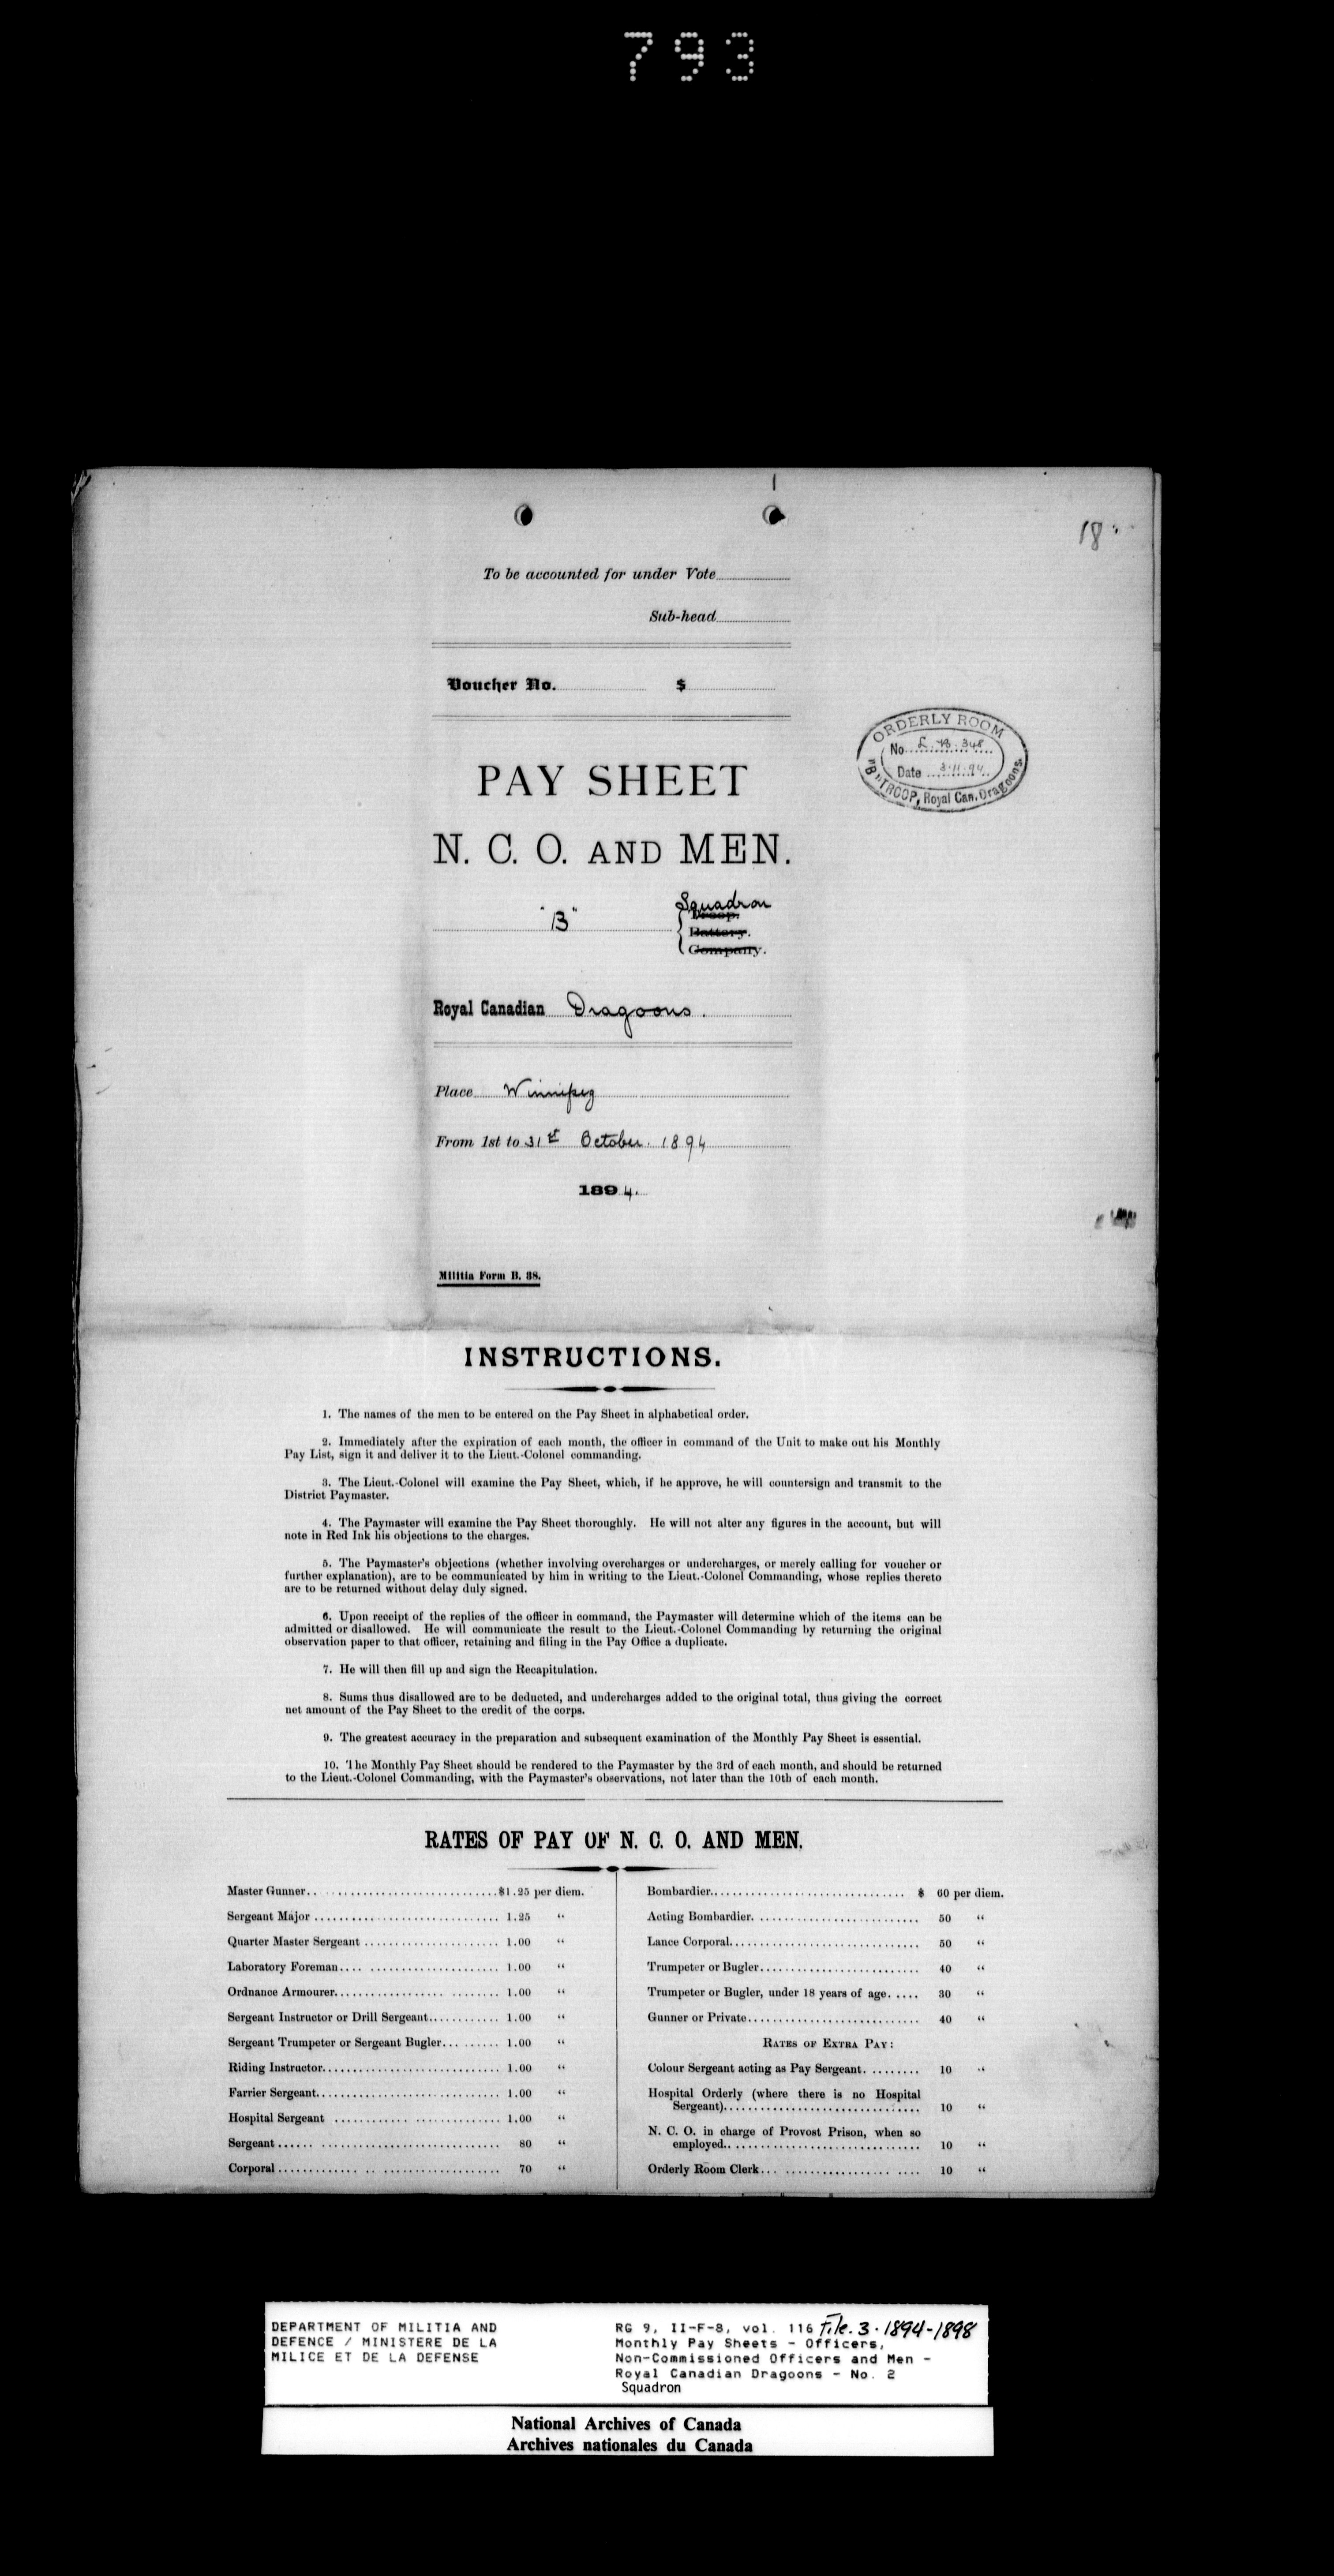 793
18
To be accounted for under Vote
Sub-head
Voucher No. $
ORDERLY ROOM
No. L. B. 348
Date 3.11.94
"B" TROOP, Royal Can. Dragoons.
PAY SHEET
N. C. O. AND MEN.
Squadron
"B" Troop.
Battery.
Company.
Royal Canadian Dragoons.
Place Winnipeg
From 1st to 31st October. 1894
1894.
Militia Form B. 38.
INSTRUCTIONS.
1. The names of the men to be entered on the Pay Sheet in alphabetical order.
2. Immediately after the expiration of each month, the officer in command of the Unit to make out his Monthly
Pay List, sign it and deliver it to the Lieut.-Colonel commanding.
3. The Lieut.-Colonel will examine the Pay Sheet, which, if he approve, he will countersign and transmit to the
District Paymaster.
4. The Paymaster will examine the Pay Sheet thoroughly. He will not alter any figures in the account, but will
note in Red Ink his objections to the charges.
5. The Paymaster's objections (whether involving overcharges or undercharges, or merely calling for voucher or
further explanation), are to be communicated by him in writing to the Lieut.-Colonel Commanding, whose replies thereto
are to be returned without delay duly signed.
6. Upon receipt of the replies of the officer in command, the Paymaster will determine which of the items can be
admitted or disallowed. He will communicate the result to the Lieut.-Colonel Commanding by returning the original
observation paper to that officer, retaining and filing in the Pay Office a duplicate.
7. He will then fill up and sign the Recapitulation.
8. Sums thus disallowed are to be deducted, and undercharges added to the original total, thus giving the correct
net amount of the Pay Sheet to the credit of the corps.
9. The greatest accuracy in the preparation and subsequent examination of the Monthly Pay Sheet is essential.
10. The Monthly Pay Sheet should be rendered to the Paymaster by the 3rd of each month, and should be returned
to the Lieut.-Colonel Commanding, with the Paymaster's observations, not later than the 10th of each month.
RATES OF PAY OF N. C. O. AND MEN.
Master Gunner $1.25 per diem.
Sergeant Major 1.25 "
Quarter Master Sergeant 1.00 "
Laboratory Foreman 1.00 "
Ordnance Armourer 1.00 "
Sergeant Instructor or Drill Sergeant 1.00 "
Sergeant Trumpeter or Sergeant Bugler 1.00 "
Riding Instructor 1.00 "
Farrier Sergeant 1.00 "
Hospital Sergeant 1.00 "
Sergeant 80 "
Corporal 70 "
Bombardier $ 60 per diem.
Acting Bombardier 50 "
Lance Corporal 50 "
Trumpeter or Bugler 40 "
Trumpeter or Bugler, under 18 years of age 30 "
Gunner or Private 40 "
RATES OF EXTRA PAY:
Colour Sergeant acting as Pay Sergeant 10 "
Hospital Orderly (where there is no Hospital
Sergeant) 10 "
N. C. O. in charge of Provost Prison, when so
employed 10 "
Orderly Room Clerk 10 "
DEPARTMENT OF MILITIA AND
DEFENCE / MINISTERE DE LA
MILICE ET DE LA DEFENSE
RG 9, II-F-8, vol. 116 File. 3. 1894-1898
Monthly Pay Sheets - Officers,
Non-Commissioned Officers and Men -
Royal Canadian Dragoons - No. 2
Squadron
National Archives of Canada
Archives nationales du Canada